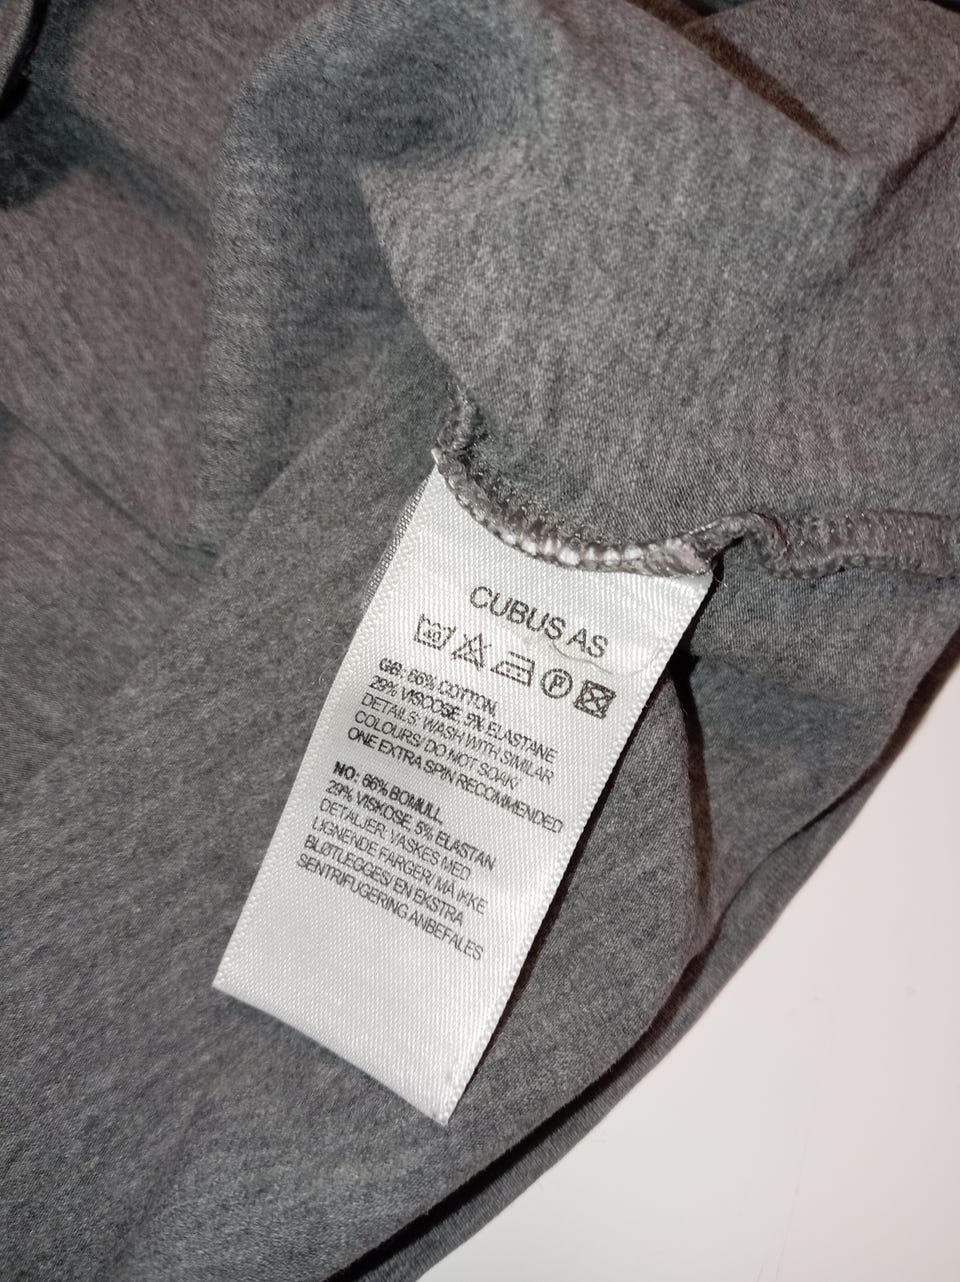 CUBUS AS
40 P
GB: 66% COTTON,
29% VISCOSE, 5% ELASTANE
DETAILS: WASH WITH SIMILAR
COLOURS/ DO NOT SOAK/
ONE EXTRA SPIN RECOMMENDED
NO: 66% BOMULL,
29% VISKOSE, 5% ELASTAN
DETALJER: VASKES MED
LIGNENDE FARGER/ MÅ IKKE
BLØTLEGGES/ EN EKSTRA
SENTRIFUGERING ANBEFALES